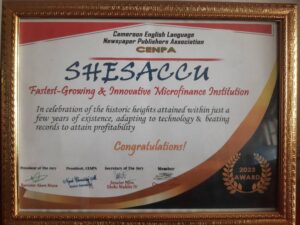 Cameroon English Language
Newspaper Publishers Association
CENPA
SHESACCU
Fastest-Growing & Innovative Microfinance Institution
In celebration of the historic heights attained within just a
few years of existence, adapting to technology & beating
records to attain profitability
Congratulations!
President of the Jury
President, CENPA
Secretary of the Jury
Member
2023
AWARD